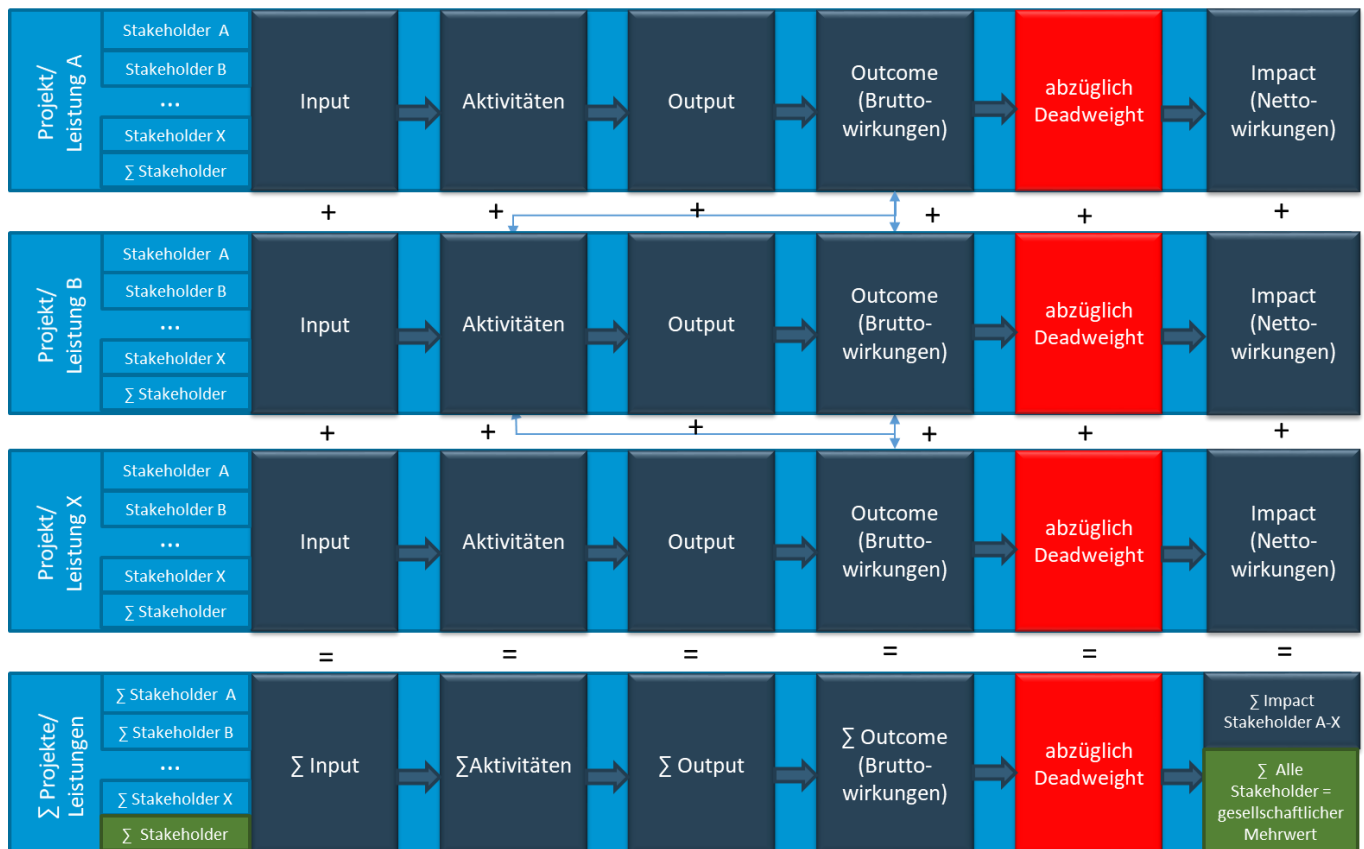 Projekt/
Leistung A
Stakeholder A
Stakeholder B
...
Stakeholder X
∑ Stakeholder
Input
Aktivitäten
Output
Outcome
(Brutto-
wirkungen)
abzüglich
Deadweight
Impact
(Netto-
wirkungen)
+ + + + + +
Projekt/
Leistung B
Stakeholder A
Stakeholder B
...
Stakeholder X
∑ Stakeholder
Input
Aktivitäten
Output
Outcome
(Brutto-
wirkungen)
abzüglich
Deadweight
Impact
(Netto-
wirkungen)
+ + + + + +
Projekt/
Leistung X
Stakeholder A
Stakeholder B
...
Stakeholder X
∑ Stakeholder
Input
Aktivitäten
Output
Outcome
(Brutto-
wirkungen)
abzüglich
Deadweight
Impact
(Netto-
wirkungen)
= = = = = =
∑ Projekte/
Leistungen
∑ Stakeholder A
∑ Stakeholder B
...
∑ Stakeholder X
∑ Stakeholder
∑ Input
∑Aktivitäten
∑ Output
∑ Outcome
(Brutto-
wirkungen)
abzüglich
Deadweight
∑ Impact
Stakeholder A-X
∑ Alle
Stakeholder =
gesellschaftlicher
Mehrwert